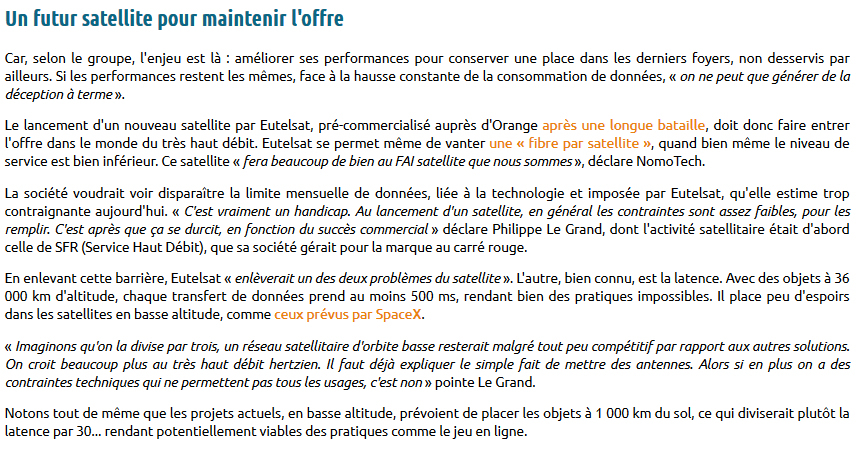 Un futur satellite pour maintenir l'offre
Car, selon le groupe, l'enjeu est là : améliorer ses performances pour conserver une place dans les derniers foyers, non desservis par
ailleurs. Si les performances restent les mêmes, face à la hausse constante de la consommation de données, « on ne peut que générer de la
déception à terme ».
Le lancement d'un nouveau satellite par Eutelsat, pré-commercialisé auprès d'Orange après une longue bataille, doit donc faire entrer
l'offre dans le monde du très haut débit. Eutelsat se permet même de vanter une « fibre par satellite », quand bien même le niveau de
service est bien inférieur. Ce satellite « fera beaucoup de bien au FAI satellite que nous sommes », déclare NomoTech.
La société voudrait voir disparaître la limite mensuelle de données, liée à la technologie et imposée par Eutelsat, qu'elle estime trop
contraignante aujourd'hui. « C'est vraiment un handicap. Au lancement d'un satellite, en général les contraintes sont assez faibles, pour les
remplir. C'est après que ça se durcit, en fonction du succès commercial » déclare Philippe Le Grand, dont l'activité satellitaire était d'abord
celle de SFR (Service Haut Débit), que sa société gérait pour la marque au carré rouge.
En enlevant cette barrière, Eutelsat « enlèverait un des deux problèmes du satellite ». L'autre, bien connu, est la latence. Avec des objets à 36
000 km d'altitude, chaque transfert de données prend au moins 500 ms, rendant bien des pratiques impossibles. Il place peu d'espoirs
dans les satellites en basse altitude, comme ceux prévus par SpaceX.
« Imaginons qu'on la divise par trois, un réseau satellitaire d'orbite basse resterait malgré tout peu compétitif par rapport aux autres solutions.
On croit beaucoup plus au très haut débit hertzien. Il faut déjà expliquer le simple fait de mettre des antennes. Alors si en plus on a des
contraintes techniques qui ne permettent pas tous les usages, c'est non » pointe Le Grand.
Notons tout de même que les projets actuels, en basse altitude, prévoient de placer les objets à 1 000 km du sol, ce qui diviserait plutôt la
latence par 30... rendant potentiellement viables des pratiques comme le jeu en ligne.